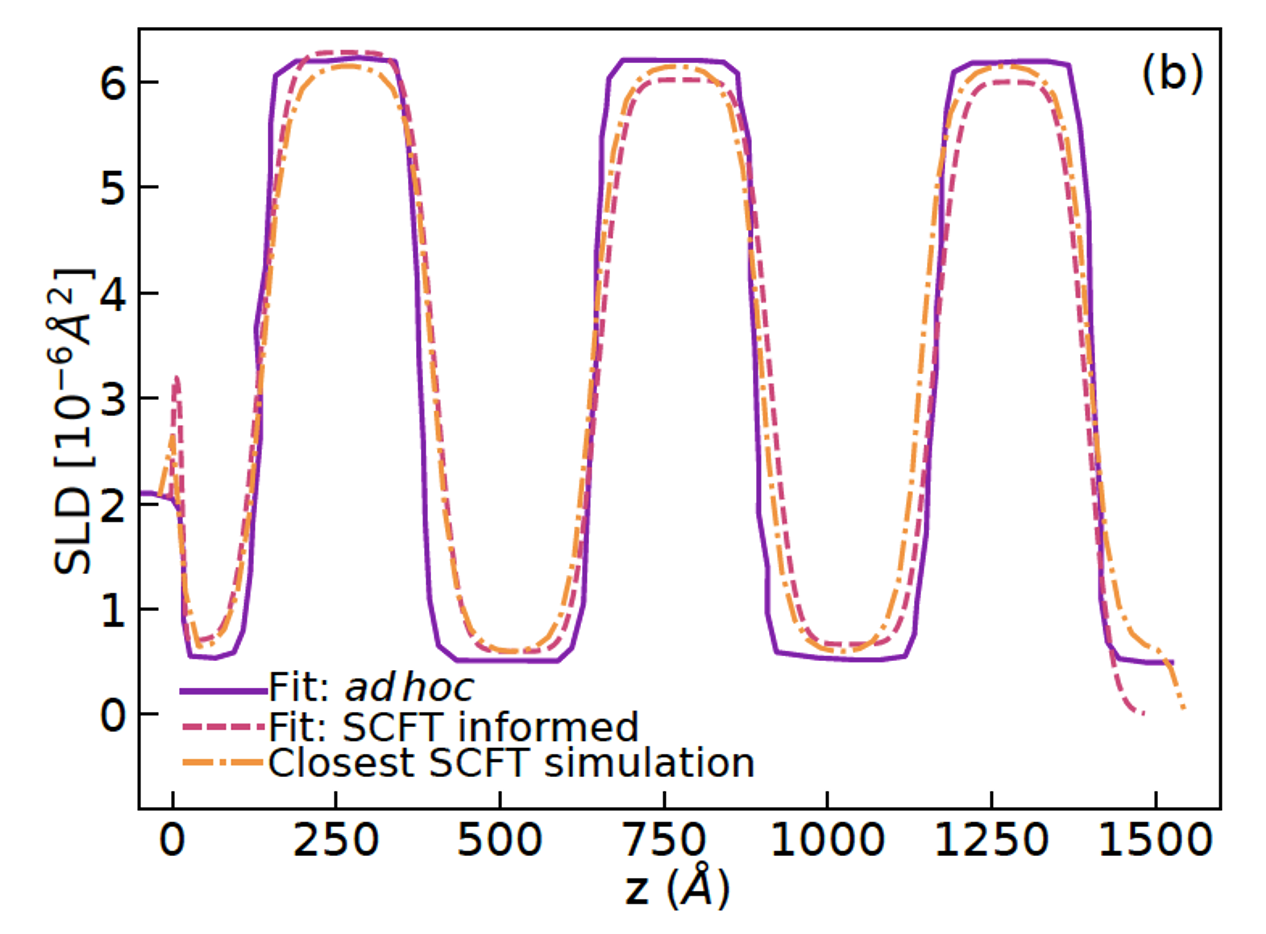 (b)
6
5
4
3
2
1
0
SLD [10⁻⁶Å²]
Fit: ad hoc
Fit: SCFT informed
Closest SCFT simulation
0 250 500 750 1000 1250 1500
z (Å)